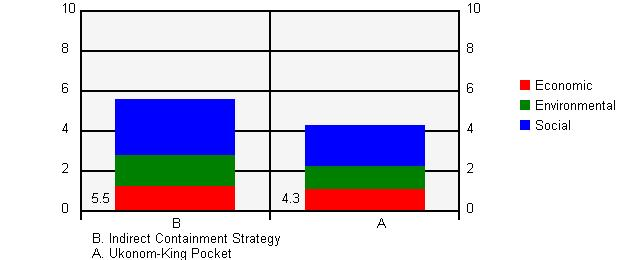 10
8
6
4
2
0
10
8
6
4
2
0
5.5
4.3
B
A
B. Indirect Containment Strategy
A. Ukonom-King Pocket
Economic
Environmental
Social